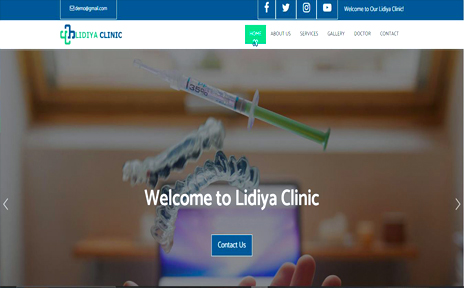 demo@gmail.com
Welcome to Our Lidiya Clinic!
LIDIYA CLINIC
HOME
ABOUT US
SERVICES
GALLERY
DOCTOR
CONTACT
35%
Welcome to Lidiya Clinic
Contact Us